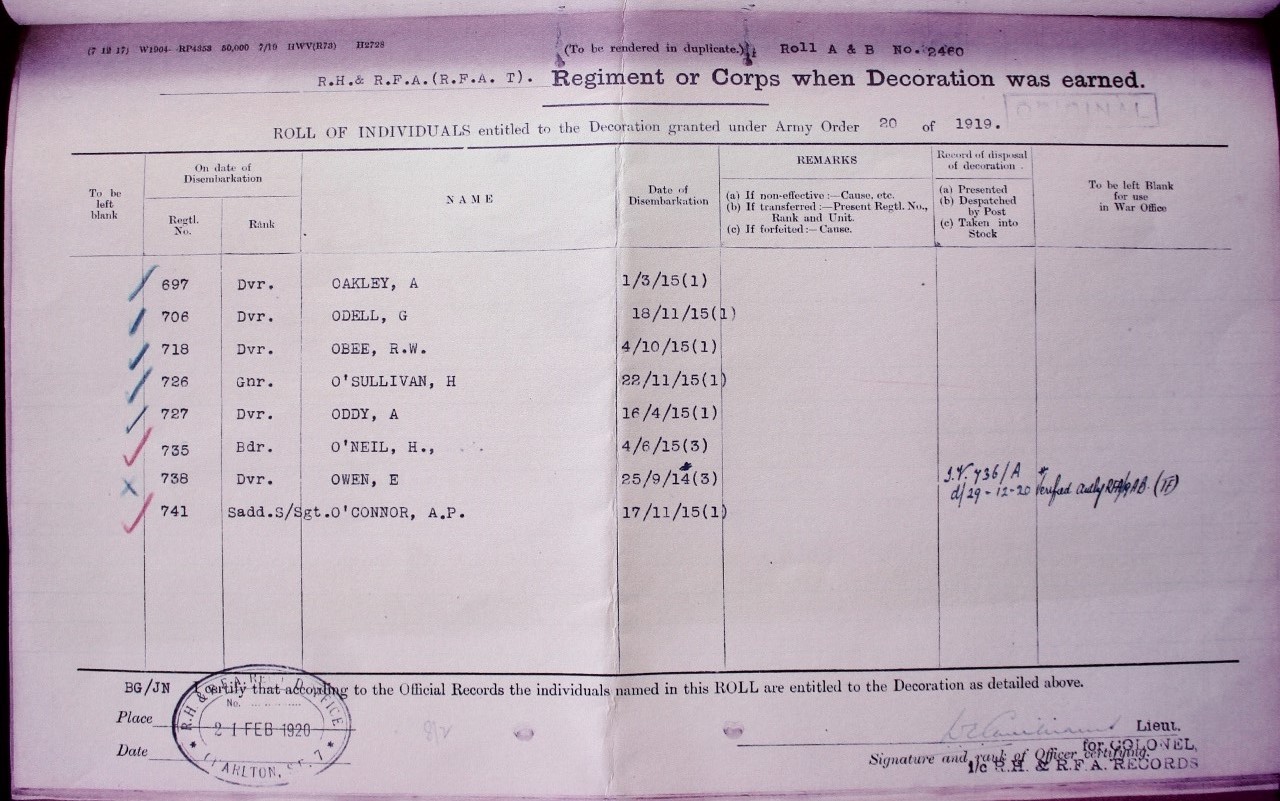 (7 12 17) W1904- RP4353 50,000 7/19 HWV(R73) H2728
(To be rendered in duplicate.) Roll A & B No. 2460
R.H.& R.F.A.(R.F.A. T). Regiment or Corps when Decoration was earned.
ORIGINAL
ROLL OF INDIVIDUALS entitled to the Decoration granted under Army Order 20 of 1919.
To be left blank
On date of Disembarkation
Regtl. No.
Rank
NAME
Date of Disembarkation
REMARKS
(a) If non-effective :—Cause, etc.
(b) If transferred :—Present Regtl. No., Rank and Unit.
(c) If forfeited :— Cause.
Record of disposal of decoration.
(a) Presented
(b) Despatched by Post
(c) Taken into Stock
To be left Blank for use in War Office
697 Dvr. OAKLEY, A 1/3/15(1)
706 Dvr. ODELL, G 18/11/15(1)
718 Dvr. OBEE, R.W. 4/10/15(1)
726 Gnr. O'SULLIVAN, H 22/11/15(1)
727 Dvr. ODDY, A 16/4/15(1)
735 Bdr. O'NEIL, H., 4/6/15(3)
738 Dvr. OWEN, E 25/9/14(3)
736/A
d/29-12-20 Verified (TF)
741 Sadd.S/Sgt. O'CONNOR, A.P. 17/11/15(1)
BG/JN I certify that according to the Official Records the individuals named in this ROLL are entitled to the Decoration as detailed above.
Place
Date
R.H. & R.F.A. OFFICE
No.
21 FEB 1920
CHARLTON, 7
Lieut.
Signature and rank of Officer certifying.
for COLONEL,
i/c R.H. & R.F.A. RECORDS